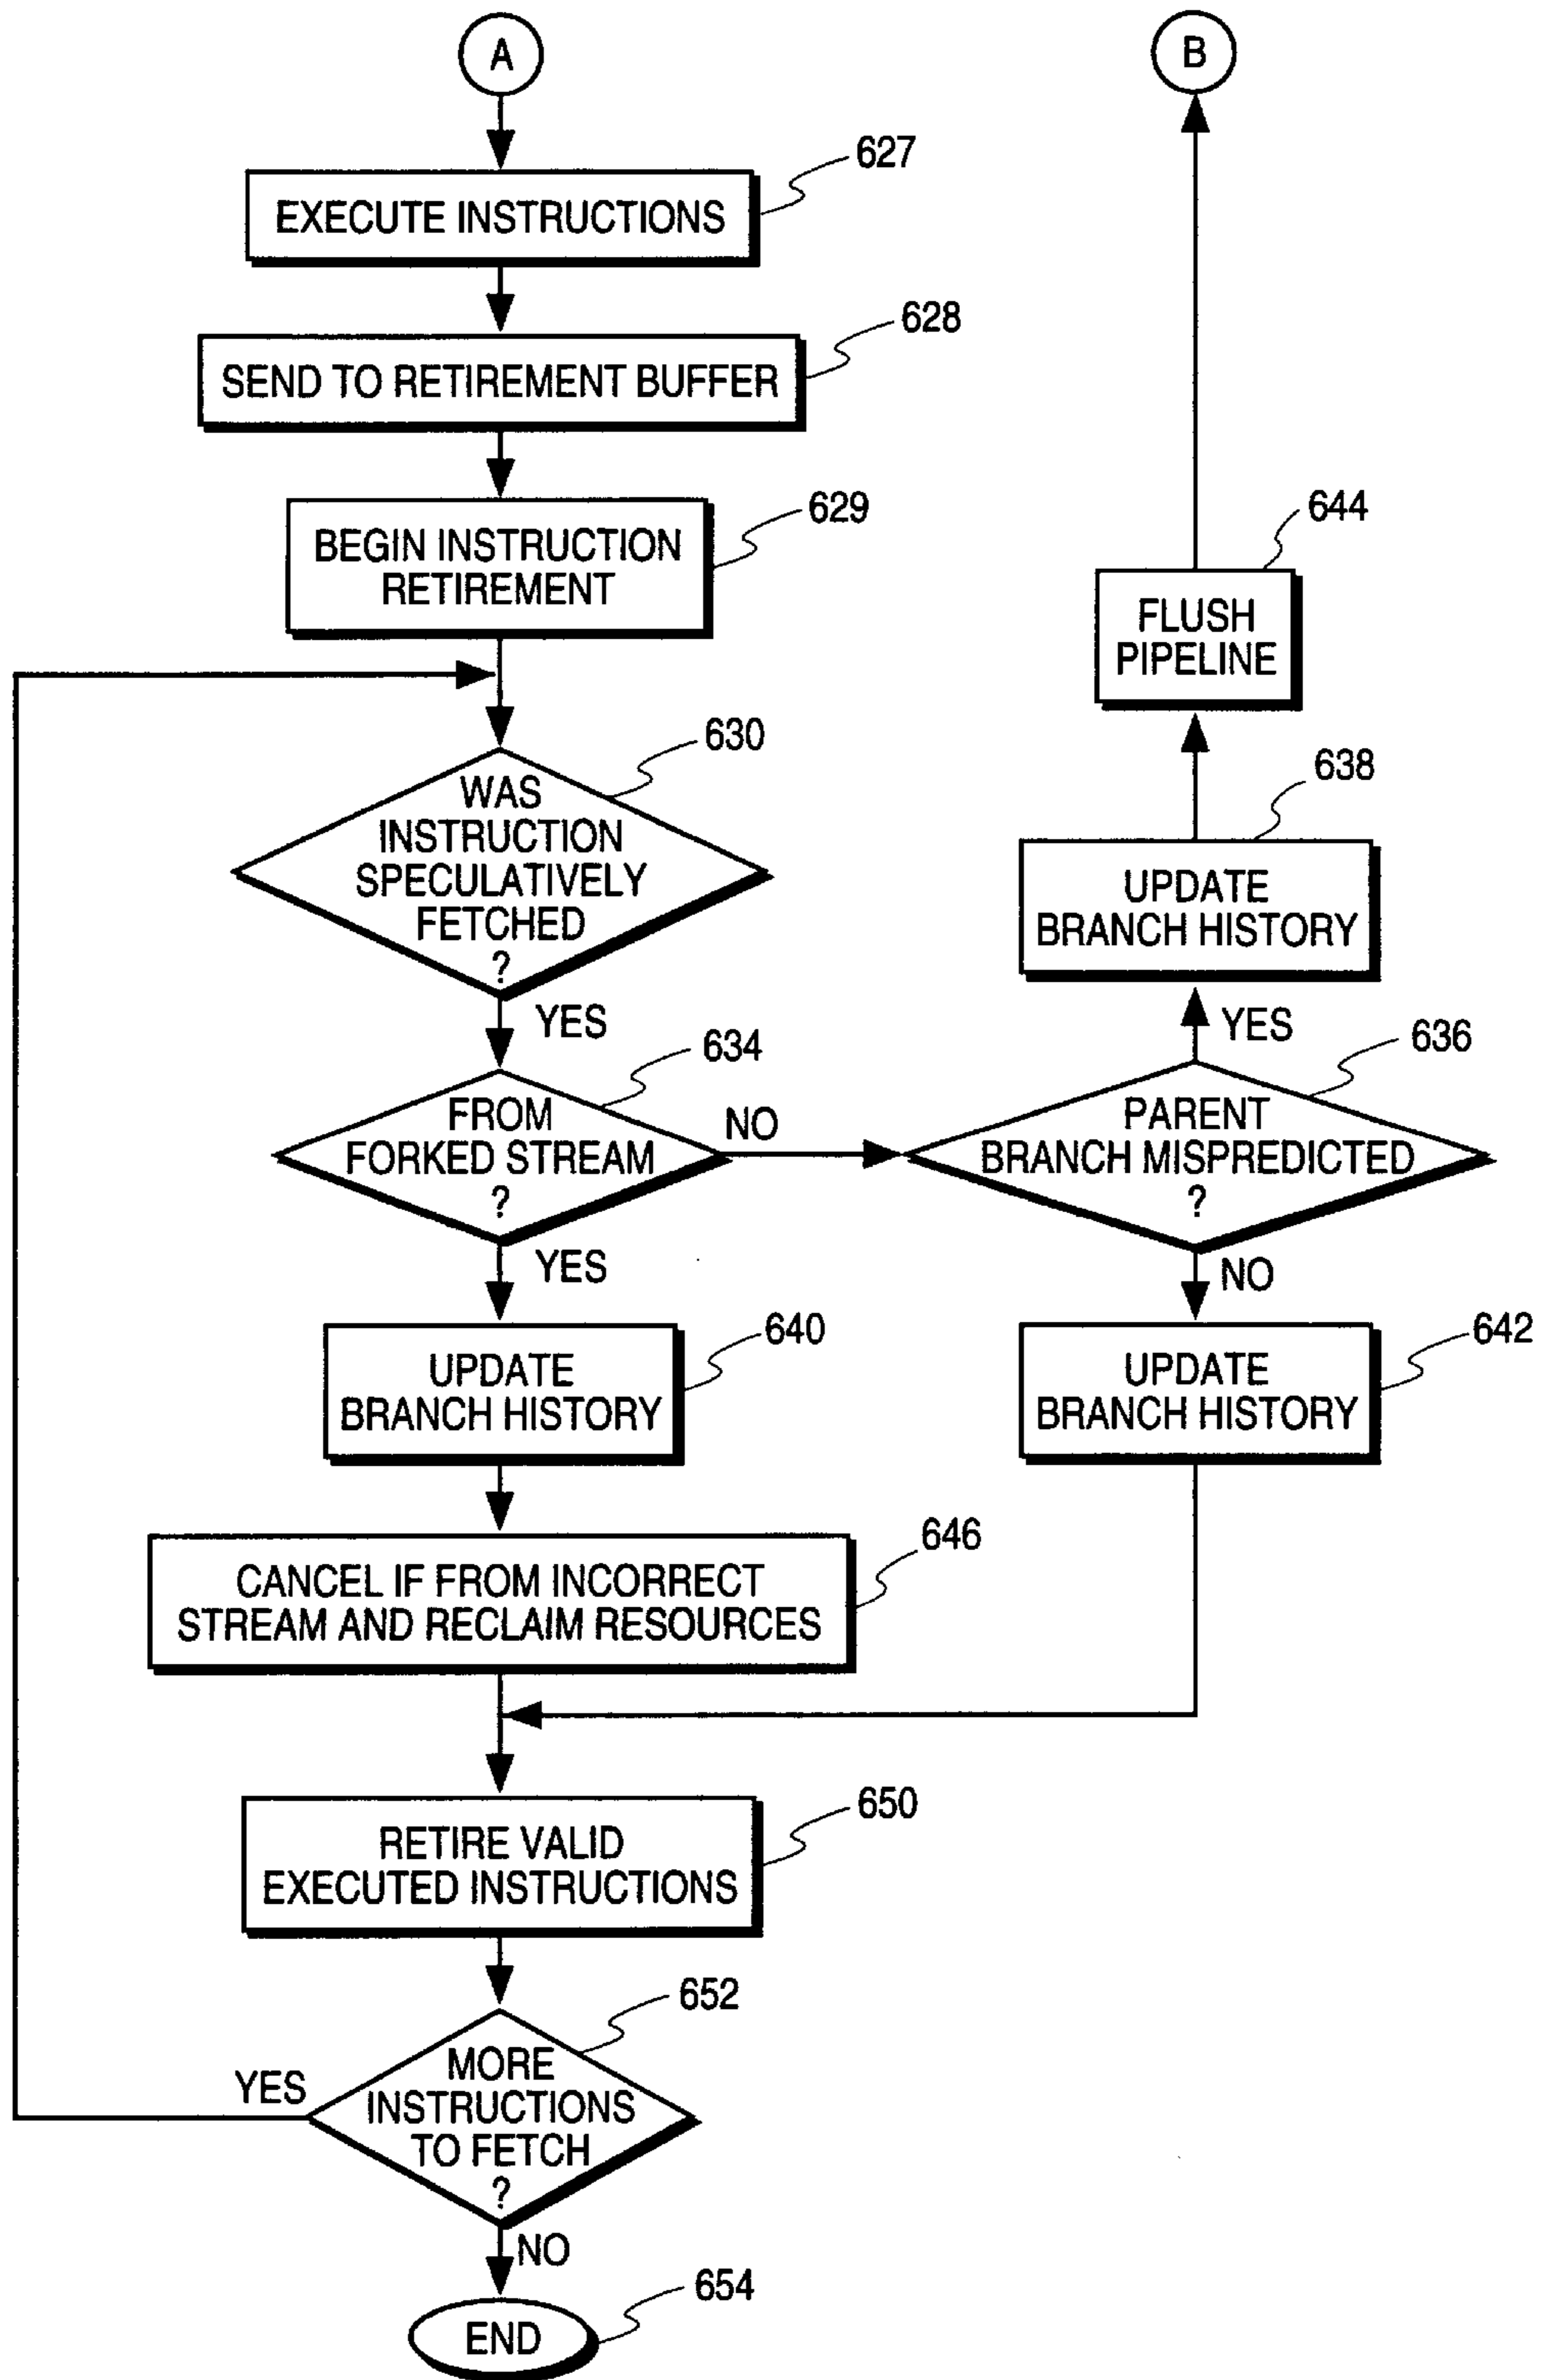 A
B
627
EXECUTE INSTRUCTIONS
628
SEND TO RETIREMENT BUFFER
629
BEGIN INSTRUCTION
RETIREMENT
644
FLUSH
PIPELINE
630
WAS
INSTRUCTION
SPECULATIVELY
FETCHED
?
638
UPDATE
BRANCH HISTORY
YES
YES
634
FROM
FORKED STREAM
?
NO
636
PARENT
BRANCH MISPREDICTED
?
YES
NO
640
UPDATE
BRANCH HISTORY
642
UPDATE
BRANCH HISTORY
646
CANCEL IF FROM INCORRECT
STREAM AND RECLAIM RESOURCES
650
RETIRE VALID
EXECUTED INSTRUCTIONS
652
MORE
INSTRUCTIONS
TO FETCH
?
YES
NO
654
END